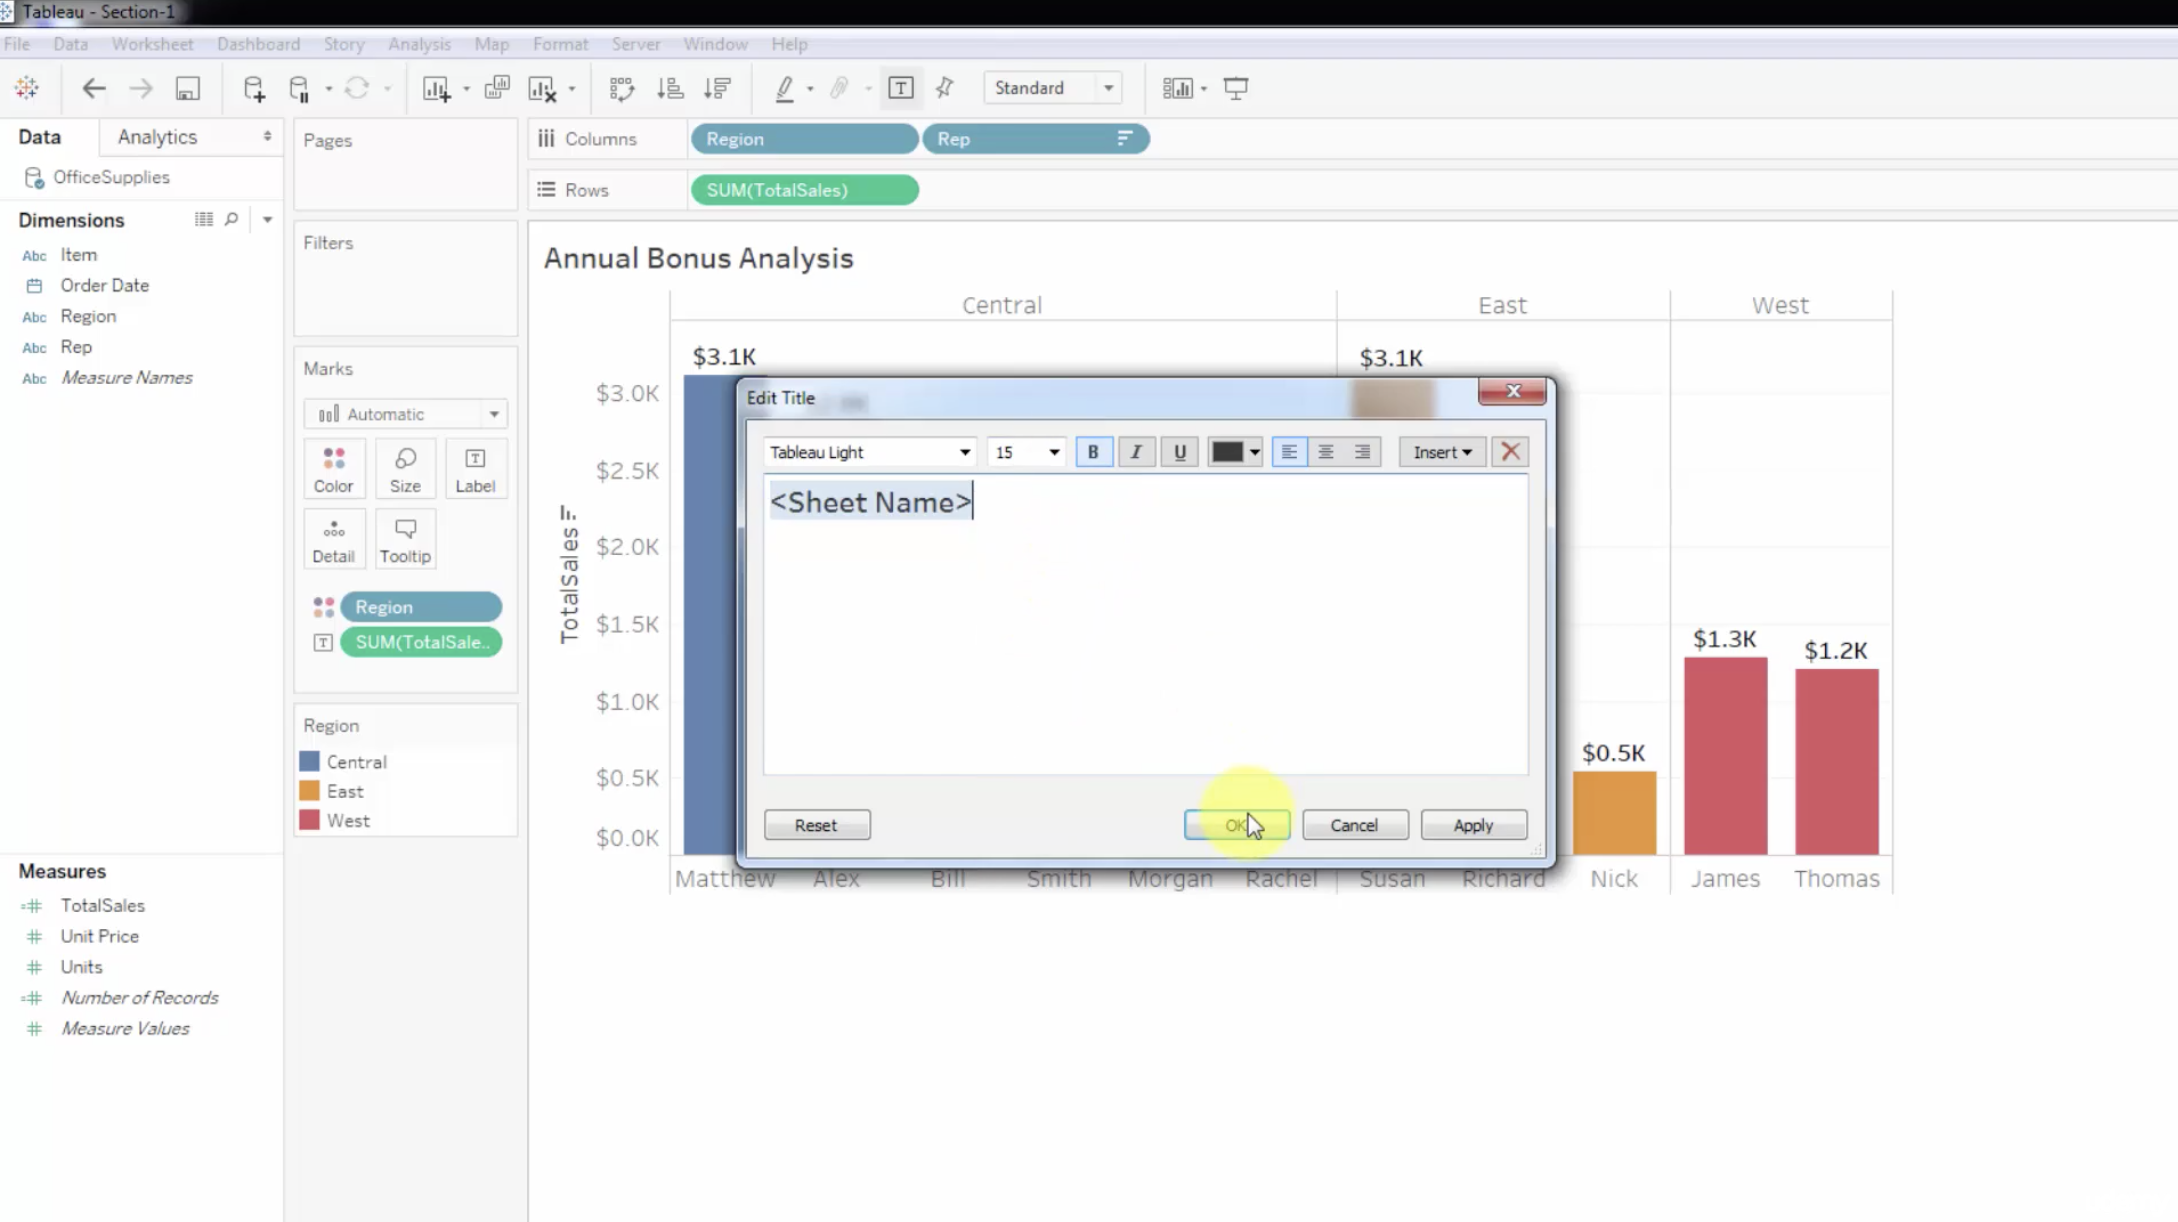 Tableau - Section-1
File Data Worksheet Dashboard Story Analysis Map Format Server Window Help
Standard
Data Analytics
OfficeSupplies
Dimensions
Abc Item
Order Date
Abc Region
Abc Rep
Abc Measure Names
Measures
TotalSales
Unit Price
Units
Number of Records
Measure Values
Pages
Filters
Marks
Automatic
Color Size Label
Detail Tooltip
Region
SUM(TotalSale..
Region
Central
East
West
Columns Region Rep
Rows SUM(TotalSales)
Annual Bonus Analysis
Central East West
TotalSales
$3.0K
$2.5K
$2.0K
$1.5K
$1.0K
$0.5K
$0.0K
$3.1K $3.1K
$0.5K $1.3K $1.2K
Matthew Alex Bill Smith Morgan Rachel Susan Richard Nick James Thomas
Edit Title
Tableau Light 15 B I U Insert
<Sheet Name>
Reset OK Cancel Apply